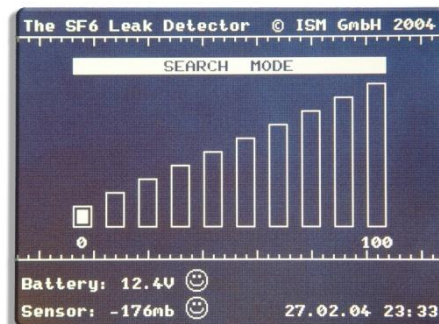 The SF6 Leak Detector © ISM GmbH 2004
SEARCH MODE
0 100
Battery: 12.4V
Sensor: -176mb 27.02.04 23:33